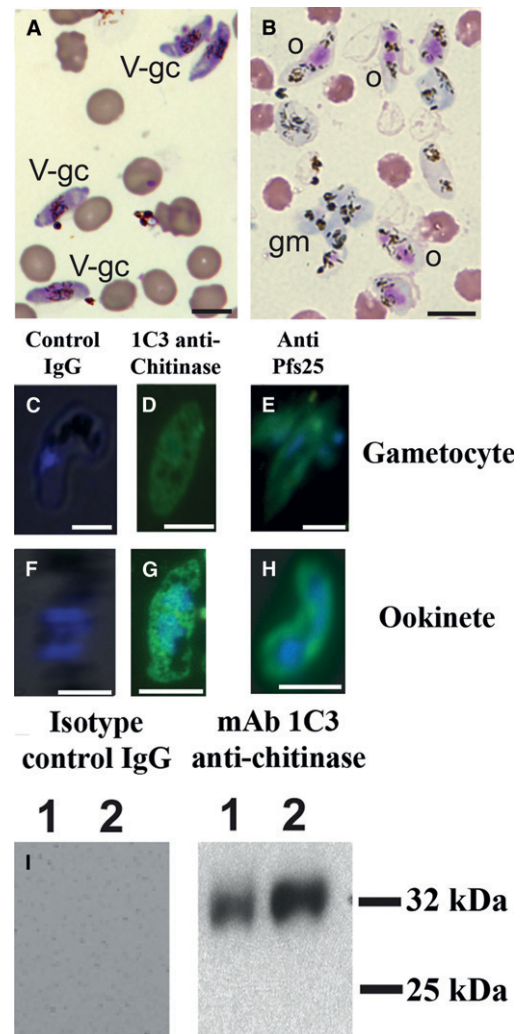 A
V-gc
V-gc
V-gc
B
o
o
gm
o
Control IgG
1C3 anti-Chitinase
Anti Pfs25
C
D
E
Gametocyte
F
G
H
Ookinete
Isotype control IgG
mAb 1C3 anti-chitinase
1 2
1 2
I
32 kDa
25 kDa